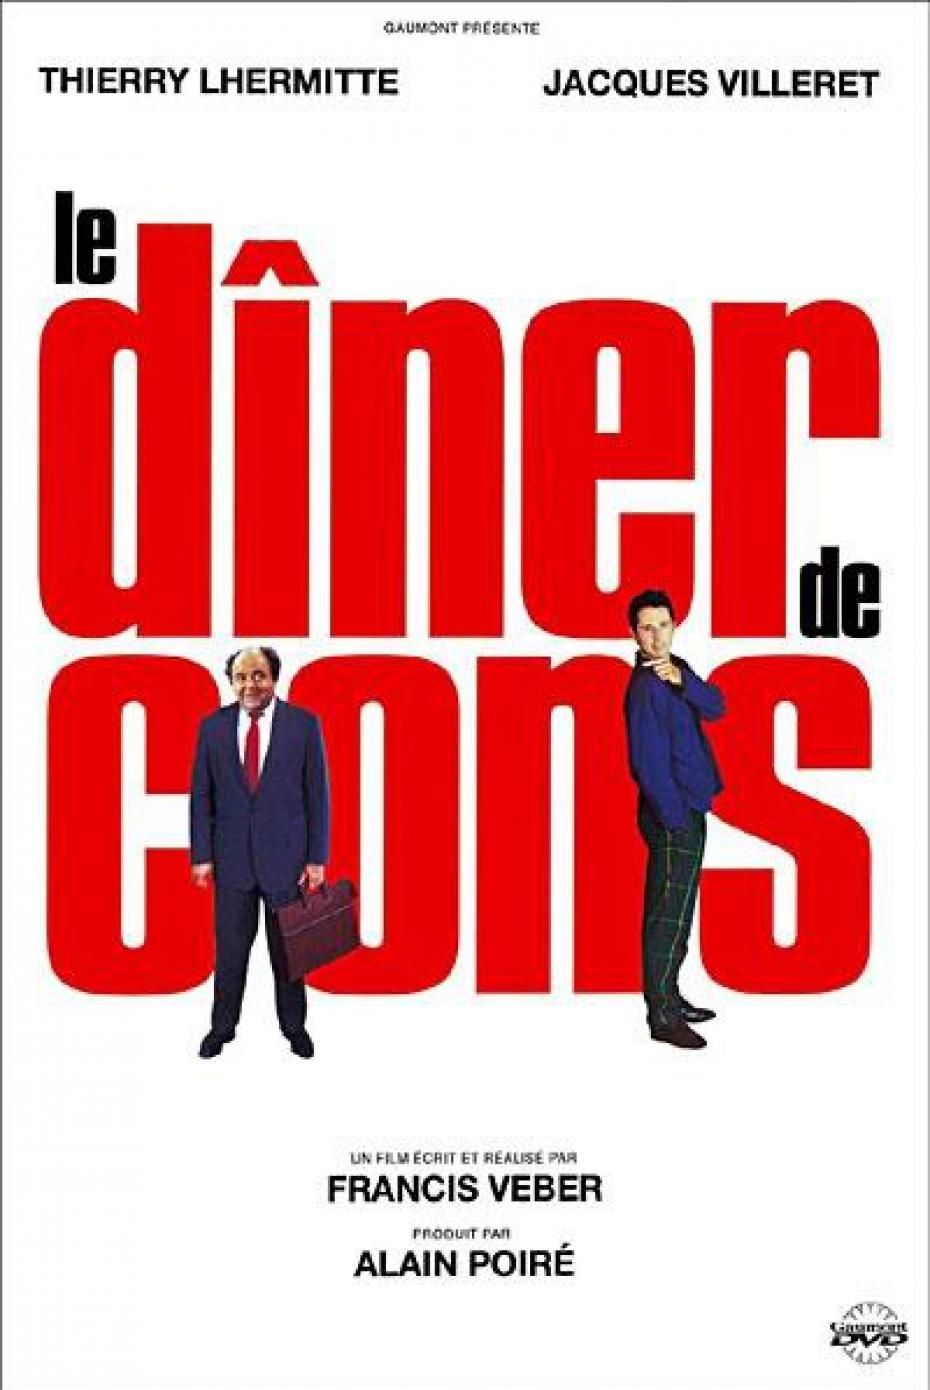 GAUMONT PRÉSENTE
THIERRY LHERMITTE JACQUES VILLERET
le
dîner
de
cons
UN FILM ÉCRIT ET RÉALISÉ PAR
FRANCIS VEBER
PRODUIT PAR
ALAIN POIRÉ
Gaumont
DVD